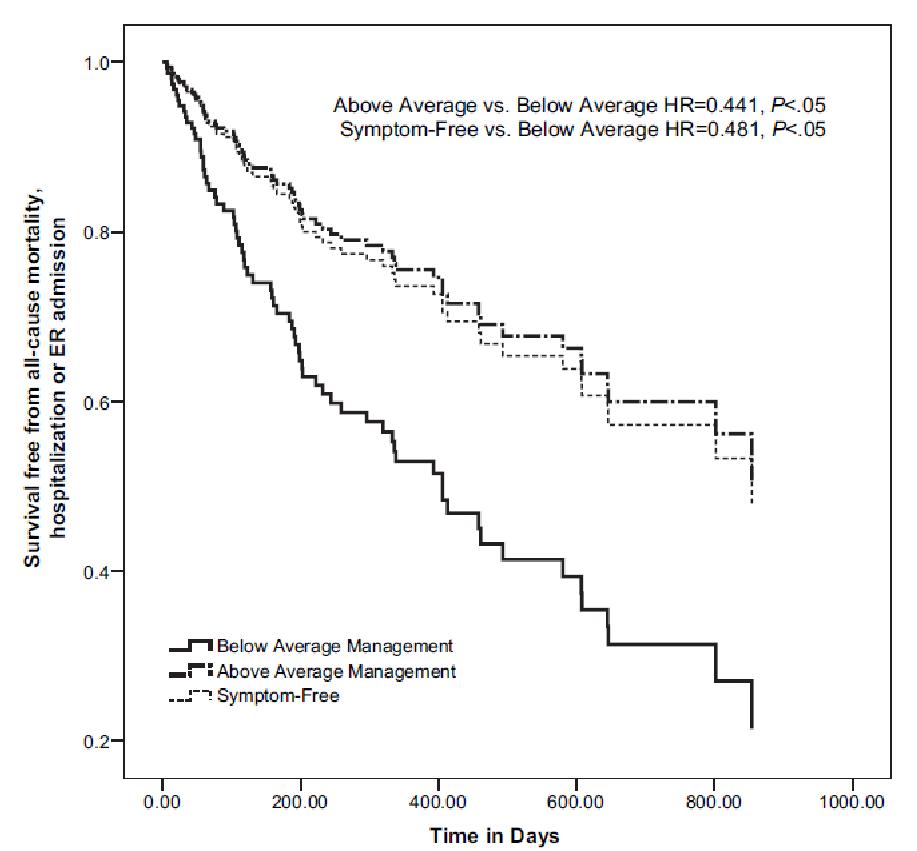 Above Average vs. Below Average HR=0.441, P<.05
Symptom-Free vs. Below Average HR=0.481, P<.05
Survival free from all-cause mortality,
hospitalization or ER admission
1.0
0.8
0.6
0.4
0.2
Below Average Management
Above Average Management
Symptom-Free
0.00 200.00 400.00 600.00 800.00 1000.00
Time in Days